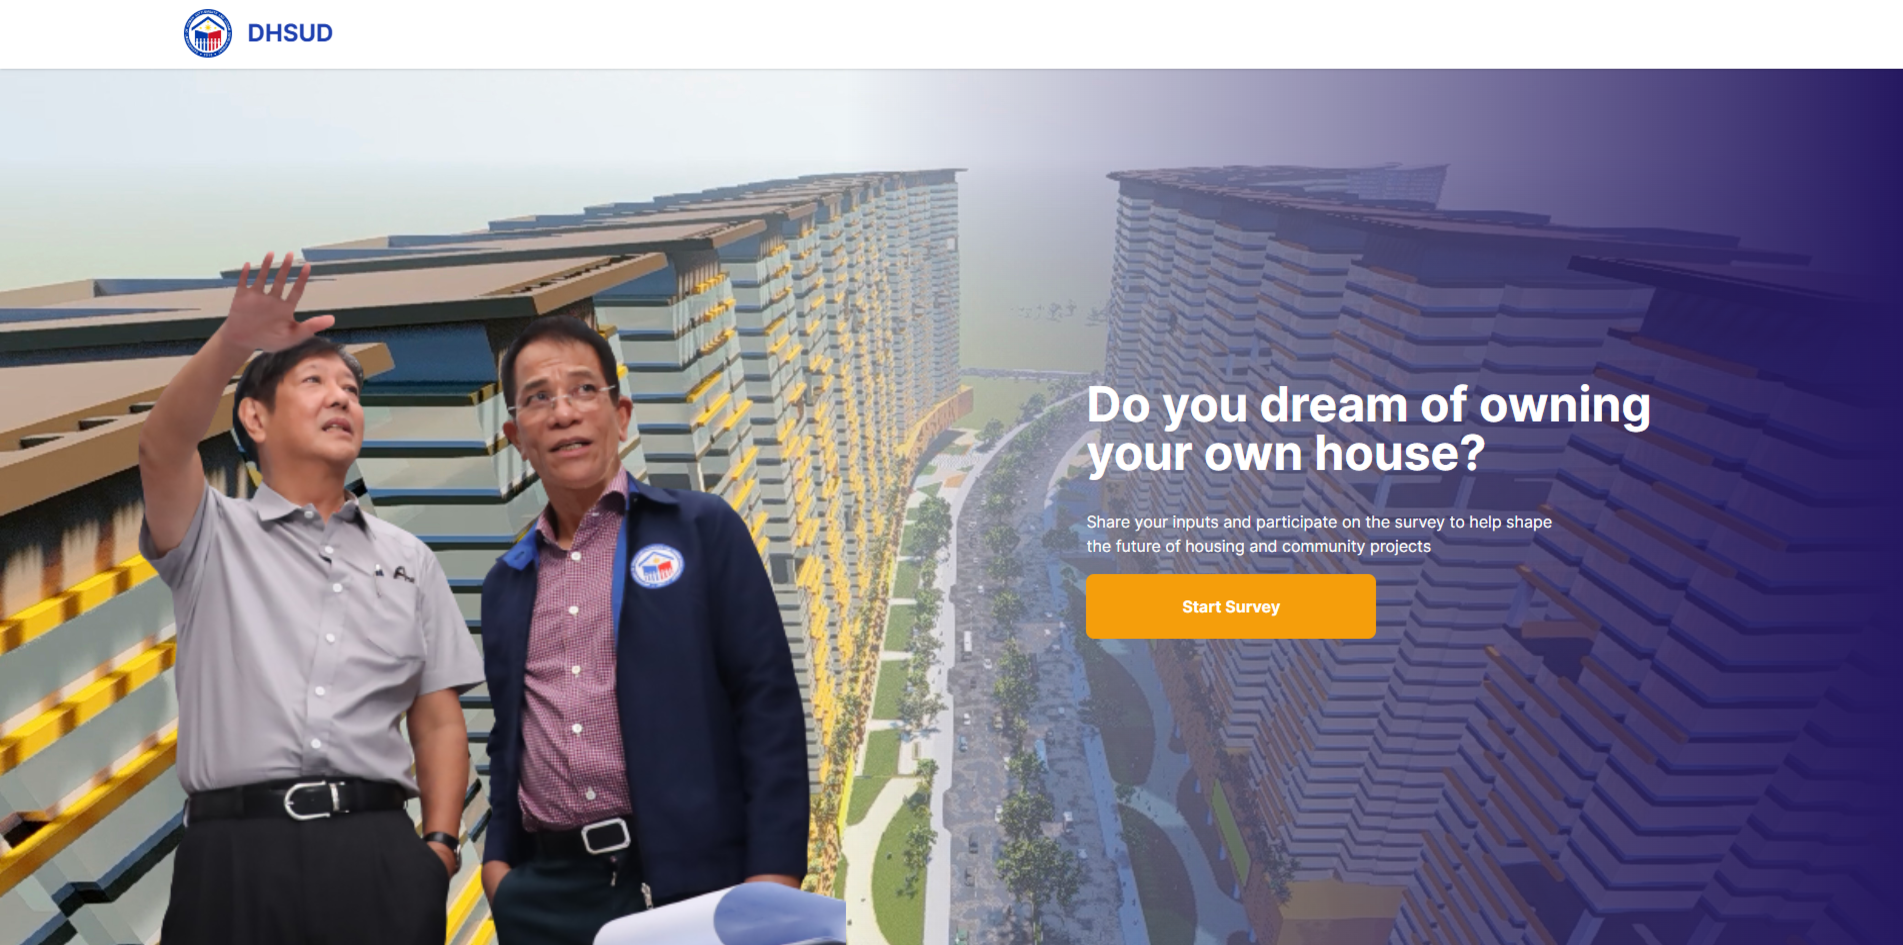 DHSUD
Do you dream of owning
your own house?
Share your inputs and participate on the survey to help shape
the future of housing and community projects
Start Survey